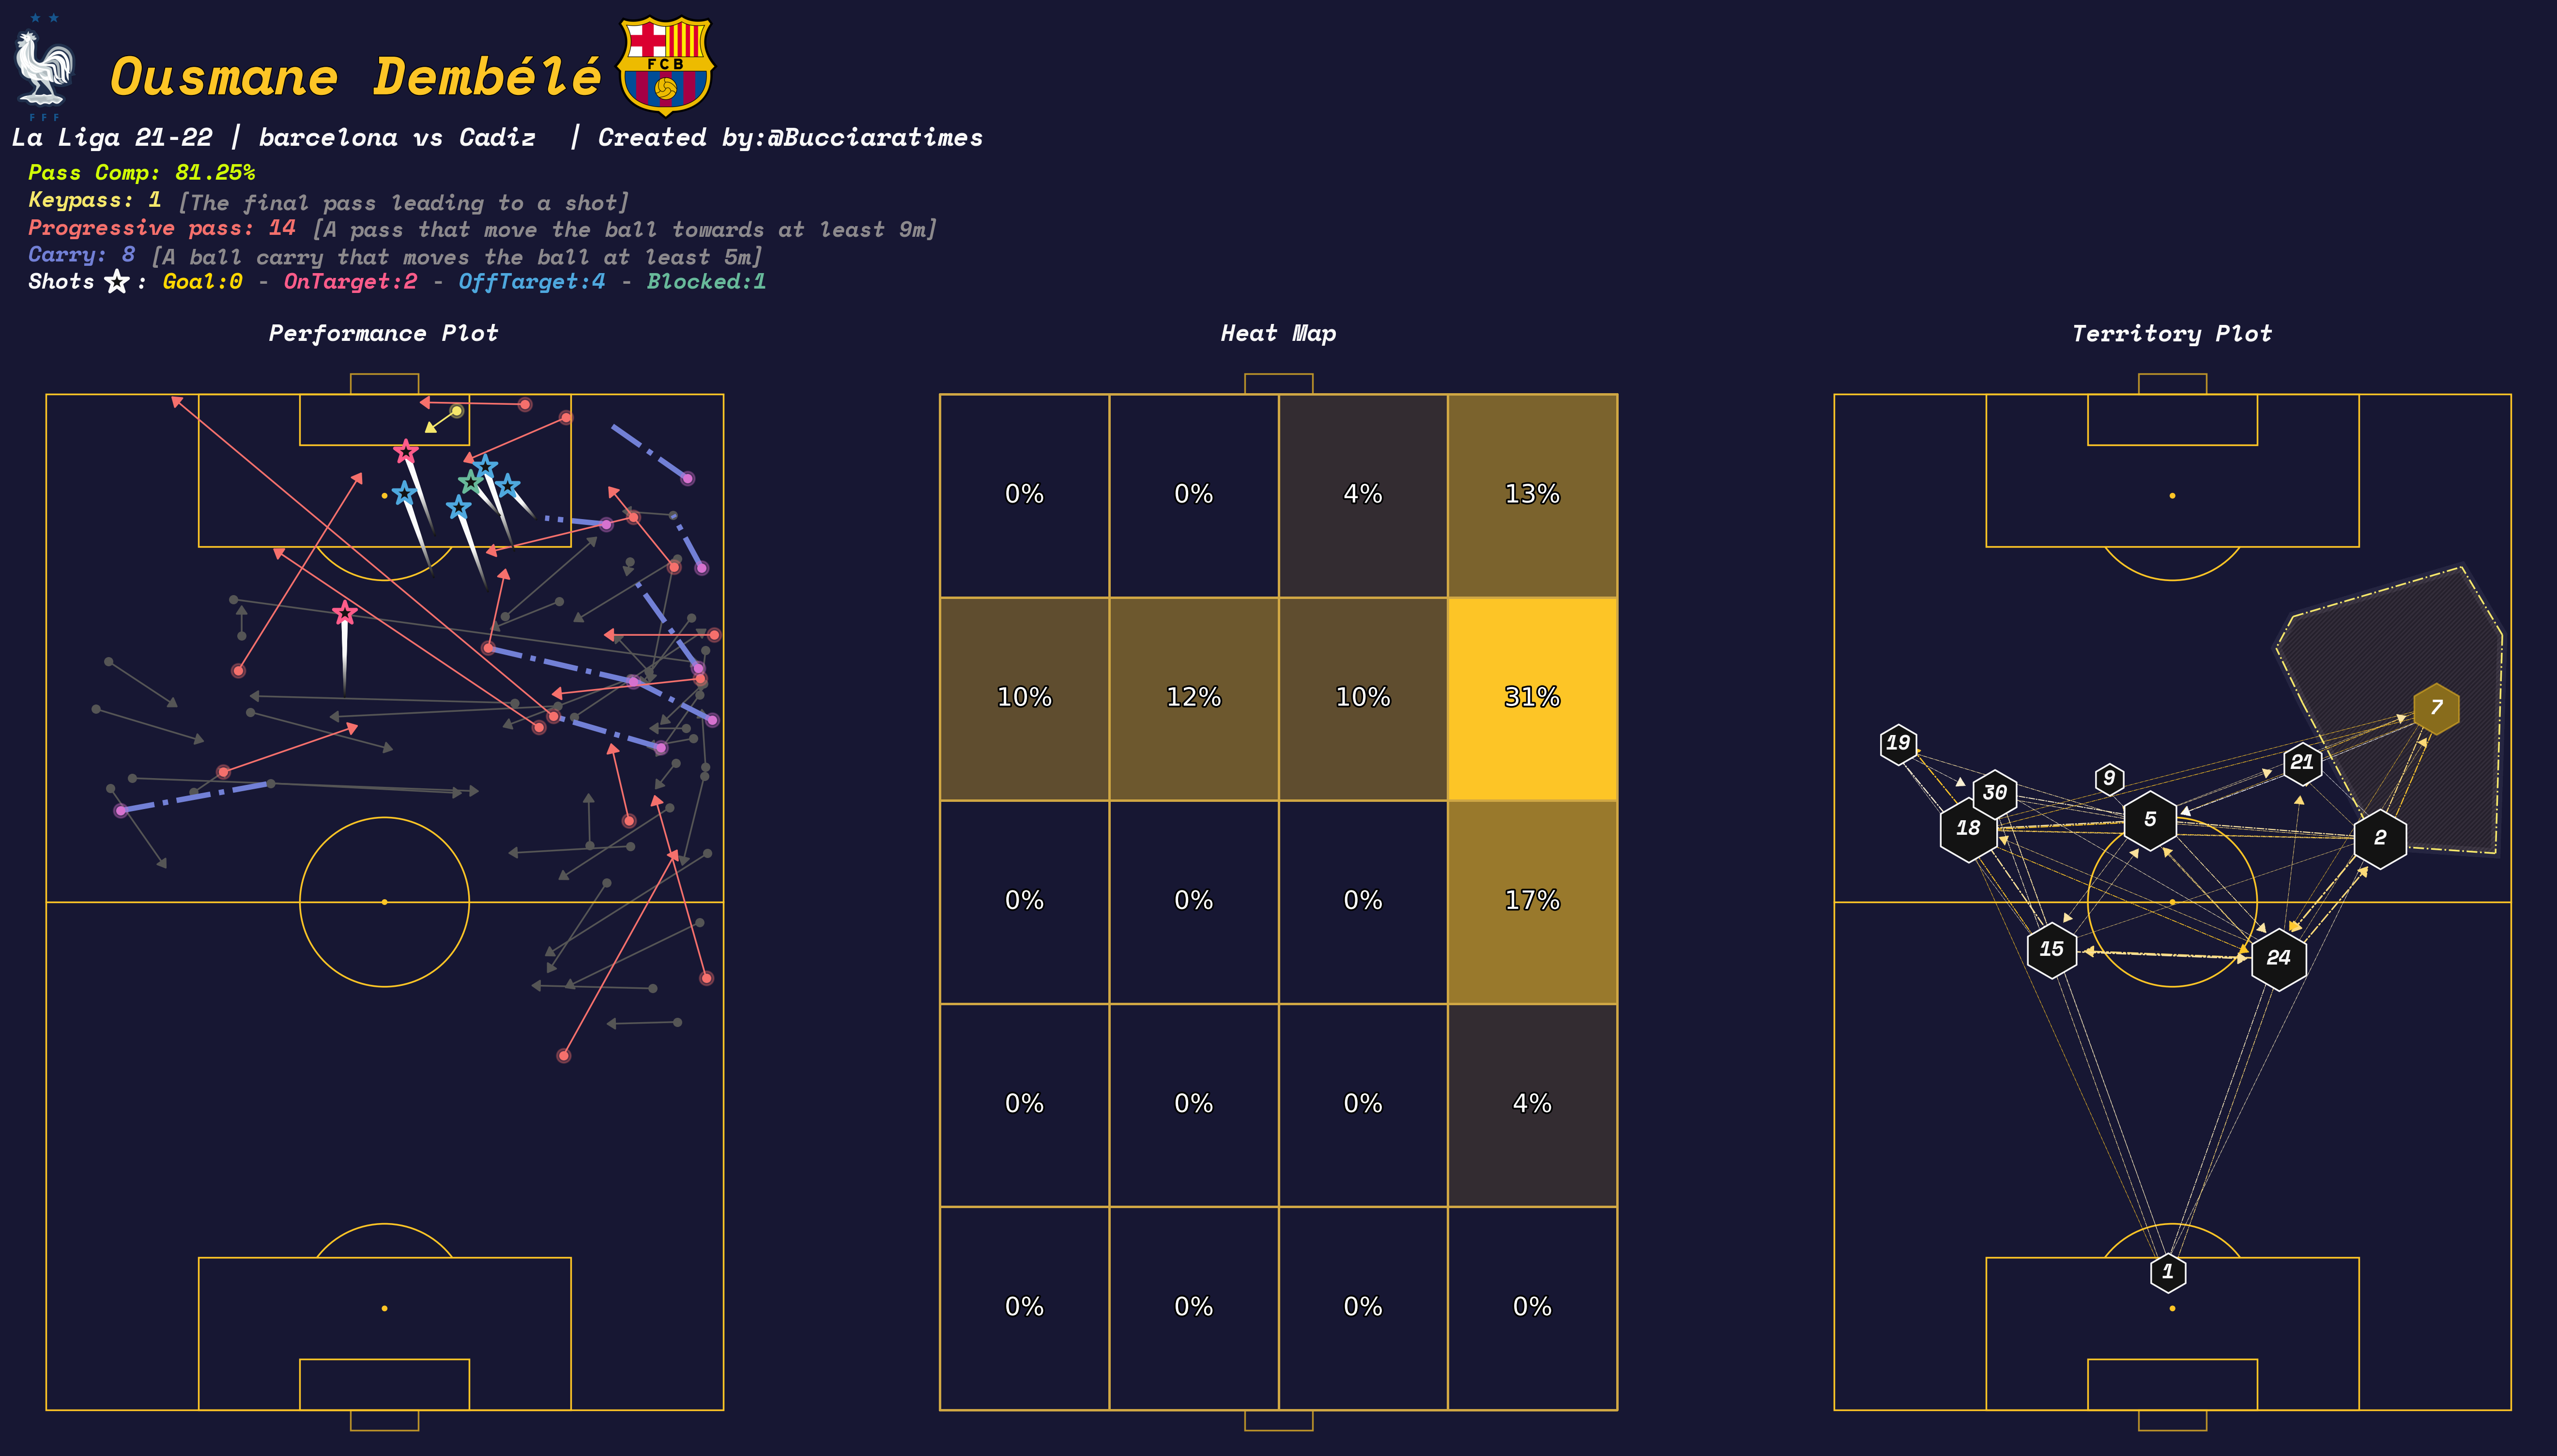 Ousmane Dembélé
FCB
F F F
La Liga 21-22 | barcelona vs Cadiz | Created by:@Bucciaratimes
Pass Comp: 81.25%
Keypass: 1 [The final pass leading to a shot]
Progressive pass: 14 [A pass that move the ball towards at least 9m]
Carry: 8 [A ball carry that moves the ball at least 5m]
Shots : Goal:0 - OnTarget:2 - OffTarget:4 - Blocked:1
Performance Plot
Heat Map
Territory Plot
0% 0% 4% 13%
10% 12% 10% 31%
0% 0% 0% 17%
0% 0% 0% 4%
0% 0% 0% 0%
7
19
21
9
30
5
18
2
15
24
1